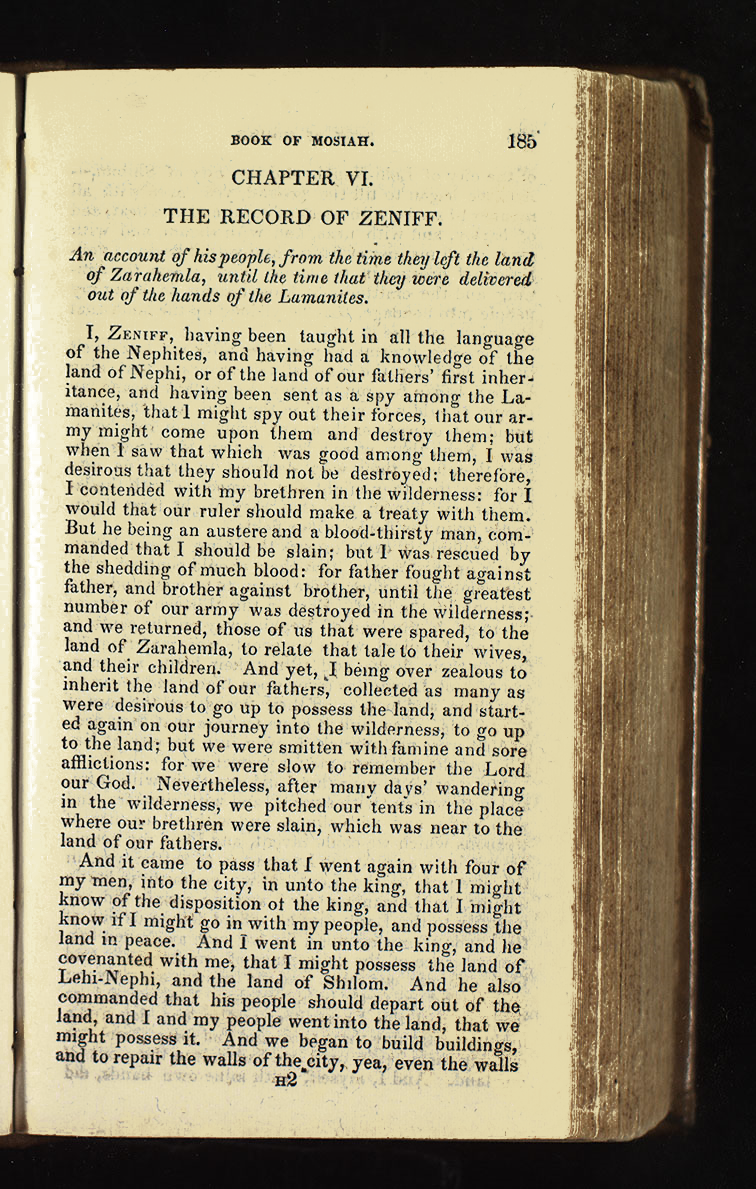 BOOK OF MOSIAH. 185
CHAPTER VI.
THE RECORD OF ZENIFF.
An account of his people, from the time they left the land
of Zarahemla, until the time that they were delivered
out of the hands of the Lamanites.
I, ZENIFF, having been taught in all the language
of the Nephites, and having had a knowledge of the
land of Nephi, or of the land of our fathers' first inher-
itance, and having been sent as a spy among the La-
manites, that I might spy out their forces, that our ar-
my might come upon them and destroy them; but
when I saw that which was good among them, I was
desirous that they should not be destroyed; therefore,
I contended with my brethren in the wilderness: for I
would that our ruler should make a treaty with them.
But he being an austere and a blood-thirsty man, com-
manded that I should be slain; but I was rescued by
the shedding of much blood: for father fought against
father, and brother against brother, until the greatest
number of our army was destroyed in the wilderness;
and we returned, those of us that were spared, to the
land of Zarahemla, to relate that tale to their wives,
and their children. And yet, I being over zealous to
inherit the land of our fathers, collected as many as
were desirous to go up to possess the land, and start-
ed again on our journey into the wilderness, to go up
to the land; but we were smitten with famine and sore
afflictions: for we were slow to remember the Lord
our God. Nevertheless, after many days' wandering
in the wilderness, we pitched our tents in the place
where our brethren were slain, which was near to the
land of our fathers.
And it came to pass that I went again with four of
my men, into the city, in unto the king, that I might
know of the disposition of the king, and that I might
know if I might go in with my people, and possess the
land in peace. And I went in unto the king, and he
covenanted with me, that I might possess the land of
Lehi-Nephi, and the land of Shilom. And he also
commanded that his people should depart out of the
land, and I and my people went into the land, that we
might possess it. And we began to build buildings,
and to repair the walls of the city, yea, even the walls
H2